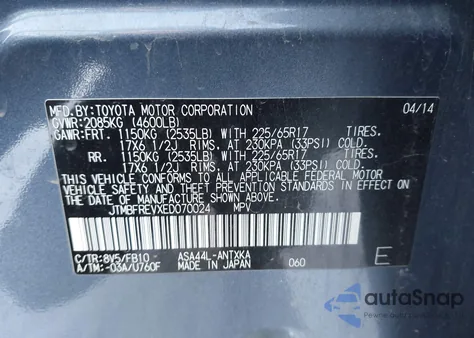 MFD.BY:TOYOTA MOTOR CORPORATION 04/14
GVWR:2085KG (4600LB)
GAWR:FRT. 1150KG (2535LB) WITH 225/65R17 TIRES.
17X6 1/2J RIMS, AT 230KPA (33PSI) COLD.
RR. 1150KG (2535LB) WITH 225/65R17 TIRES.
17X6 1/2J RIMS, AT 230KPA (33PSI) COLD.
THIS VEHICLE CONFORMS TO ALL APPLICABLE FEDERAL MOTOR
VEHICLE SAFETY AND THEFT PREVENTION STANDARDS IN EFFECT ON
THE DATE OF MANUFACTURE SHOWN ABOVE.
JTMBFREVXED070024 MPV
C/TR:8V5/FB10 ASA44L-ANTXKA
A/TM:-03A/U760F MADE IN JAPAN 060 E
autoSnap
POWERED BY